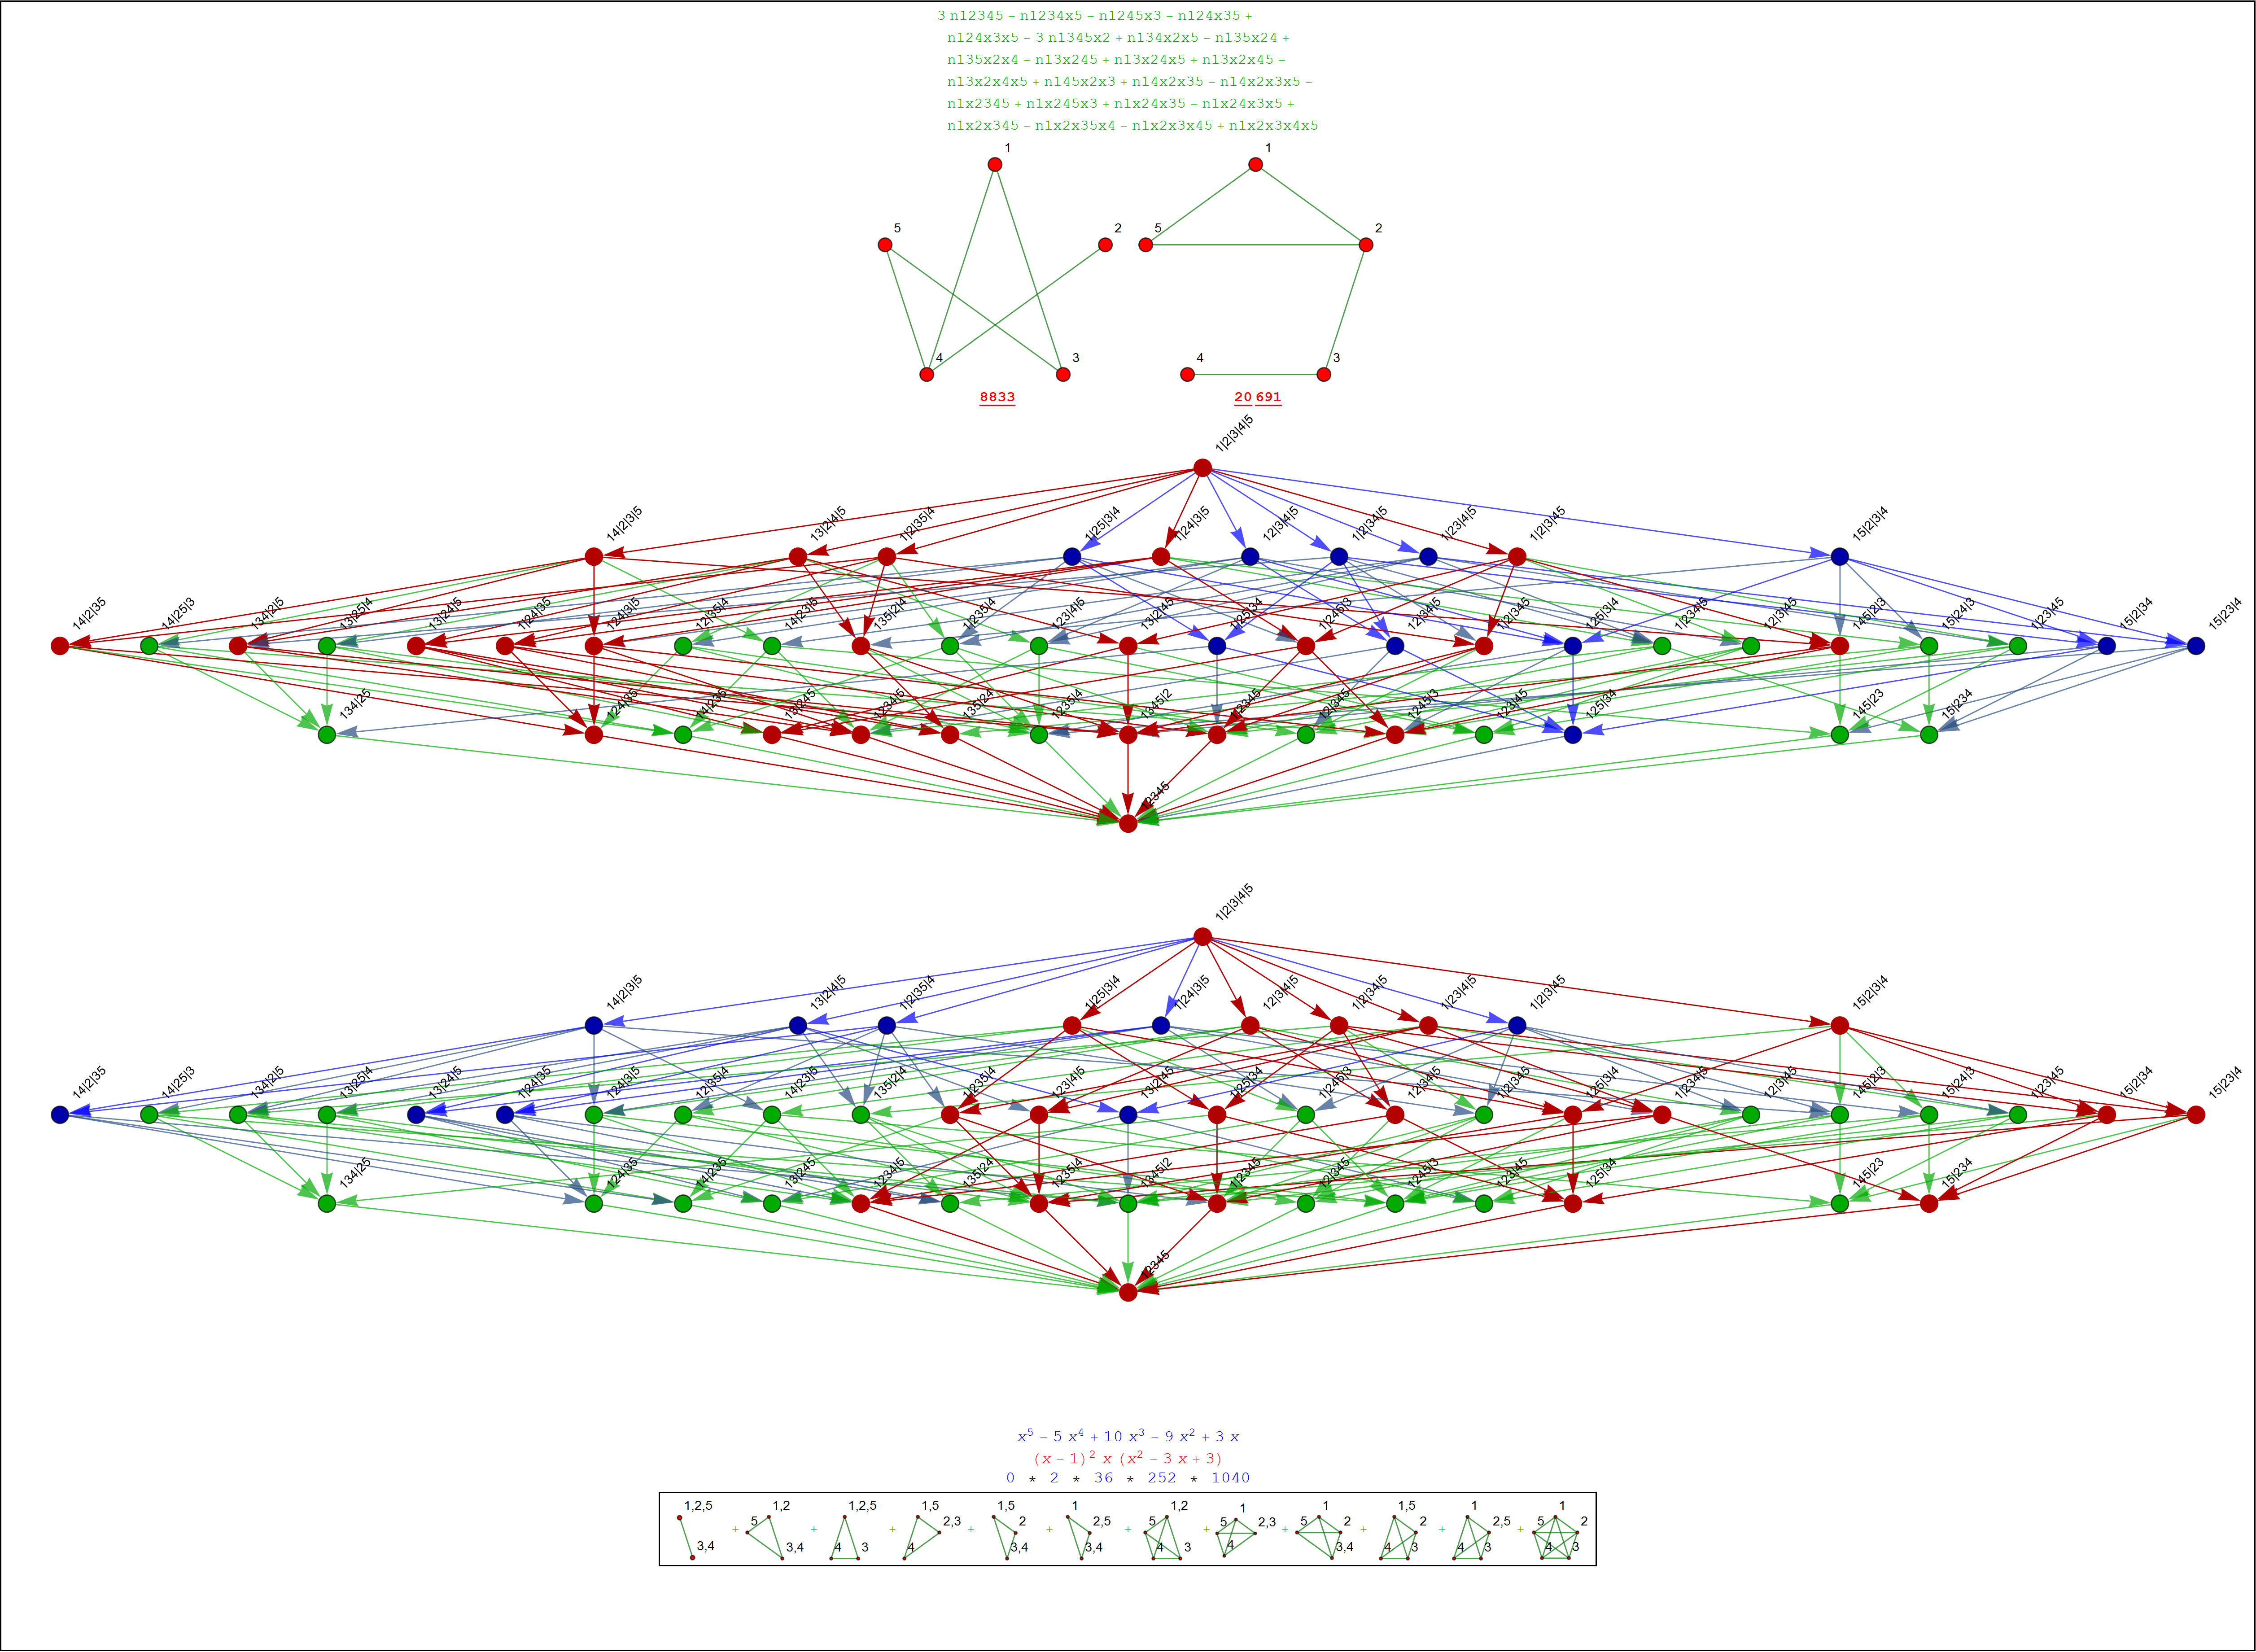 3 n12345 – n1234x5 – n1245x3 – n124x35 +
n124x3x5 – 3 n1345x2 + n134x2x5 – n135x24 +
n135x2x4 – n13x245 + n13x24x5 + n13x2x45 –
n13x2x4x5 + n145x2x3 + n14x2x35 – n14x2x3x5 –
n1x2345 + n1x245x3 + n1x24x35 – n1x24x3x5 +
n1x2x345 – n1x2x35x4 – n1x2x3x45 + n1x2x3x4x5
1 1
5 2 5 2
4 3 4 3
8833 20 691
1|2|3|4|5
14|2|3|5 13|2|4|5 1|2|35|4 1|25|3|4 1|24|3|5 12|3|4|5 1|2|34|5 1|23|4|5 1|2|3|45 15|2|3|4
14|2|35 14|25|3 134|2|5 13|25|4 13|24|5 1|24|35 124|3|5 12|35|4 14|23|5 135|2|4 1|235|4 123|4|5 13|2|45 1|25|34 1|245|3 12|34|5 1|2|345 125|3|4 1|234|5 12|3|45 145|2|3 15|24|3 1|23|45 15|2|34 15|23|4
134|25 124|35 14|235 13|245 1234|5 135|24 1235|4 1345|2 1|2345 12|345 1245|3 123|45 125|34 145|23 15|234
12345
1|2|3|4|5
14|2|3|5 13|2|4|5 1|2|35|4 1|25|3|4 1|24|3|5 12|3|4|5 1|2|34|5 1|23|4|5 1|2|3|45 15|2|3|4
14|2|35 14|25|3 134|2|5 13|25|4 13|24|5 1|24|35 124|3|5 12|35|4 14|23|5 135|2|4 1|235|4 123|4|5 13|2|45 1|25|34 1|245|3 12|34|5 1|2|345 125|3|4 1|234|5 12|3|45 145|2|3 15|24|3 1|23|45 15|2|34 15|23|4
134|25 124|35 14|235 13|245 1234|5 135|24 1235|4 1345|2 1|2345 12|345 1245|3 123|45 125|34 145|23 15|234
12345
x⁵ – 5 x⁴ + 10 x³ – 9 x² + 3 x
(x – 1)² x (x² – 3 x + 3)
0 * 2 * 36 * 252 * 1040
1,2,5 1,2 1,2,5 1,5 1,5 1 1,2 1 1 1,5 1 1
5 2,3 2 2,5 5 5 2,3 5 2 2 2,5 5 2
+ + + + + + + + + + +
3,4 3,4 4 3 4 3,4 3,4 4 3 4 3,4 4 3 4 3 4 3